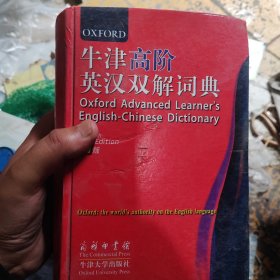 OXFORD
牛津高阶
英汉双解词典
Oxford Advanced Learner's
English-Chinese Dictionary
Edition
版
Oxford: the world's authority on the English language
商务印书馆
The Commercial Press
牛津大学出版社
Oxford University Press